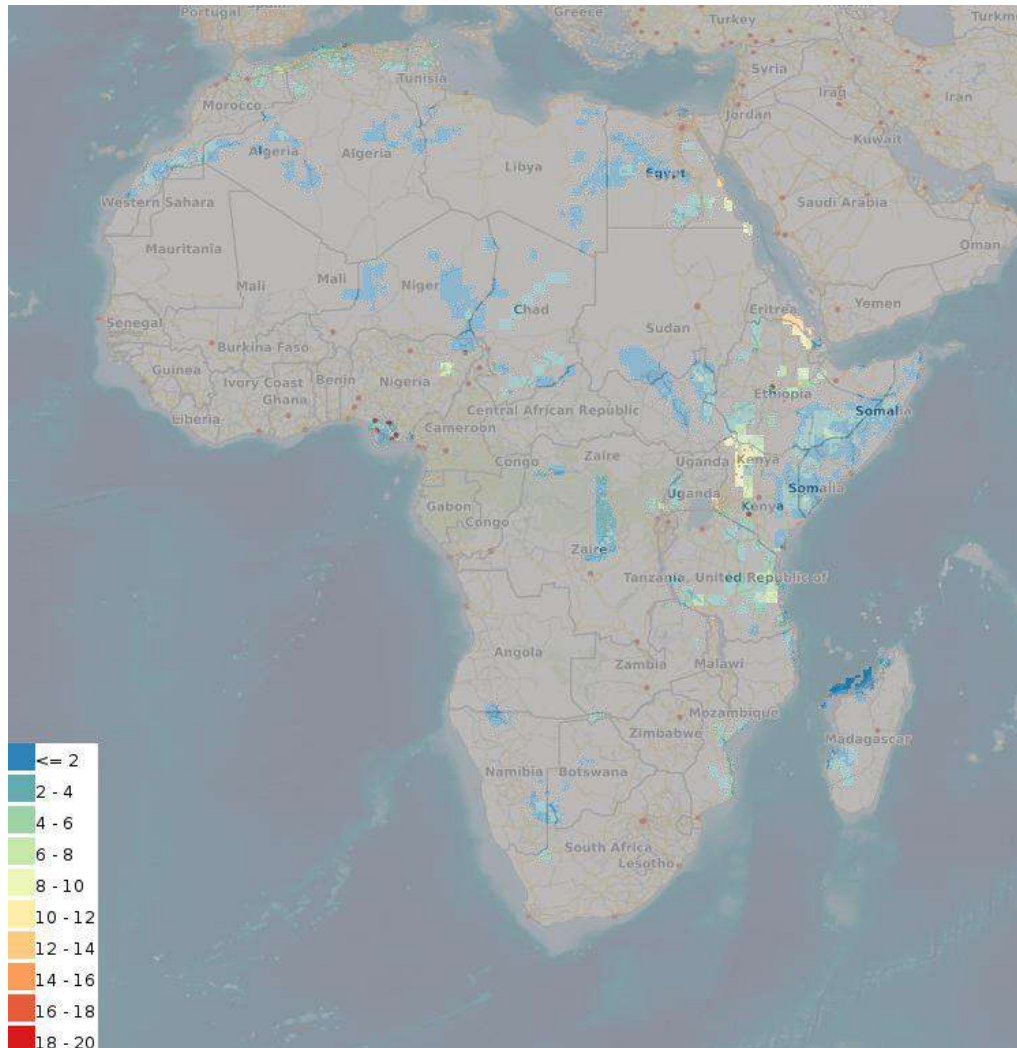 Portugal
Greece
Turkey
Turkm
Tunisia
Syria
Morocco
Iraq
Iran
Jordan
Kuwait
Algeria
Algeria
Libya
Egypt
Western Sahara
Saudi Arabia
Mauritania
Oman
Mali
Mali
Niger
Chad
Sudan
Eritrea
Yemen
Senegal
Burkina Faso
Guinea
Ivory Coast
Benin
Nigeria
Ghana
Ethiopia
Liberia
Central African Republic
Somalia
Cameroon
Zaire
Congo
Uganda
Kenya
Uganda
Somalia
Gabon
Kenya
Congo
Zaire
Tanzania, United Republic of
Angola
Zambia
Malawi
Mozambique
Zimbabwe
Madagascar
Namibia
Botswana
South Africa
Lesotho
<= 2
2 - 4
4 - 6
6 - 8
8 - 10
10 - 12
12 - 14
14 - 16
16 - 18
18 - 20